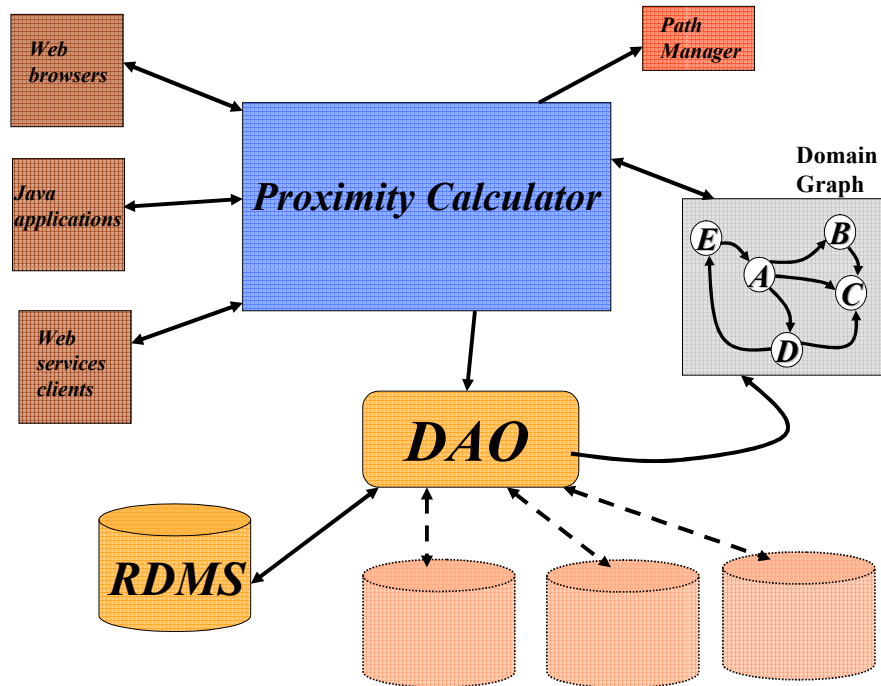 Web
browsers
Path
Manager
Java
applications
Proximity Calculator
Domain
Graph
E
B
A
C
D
Web
services
clients
DAO
RDMS